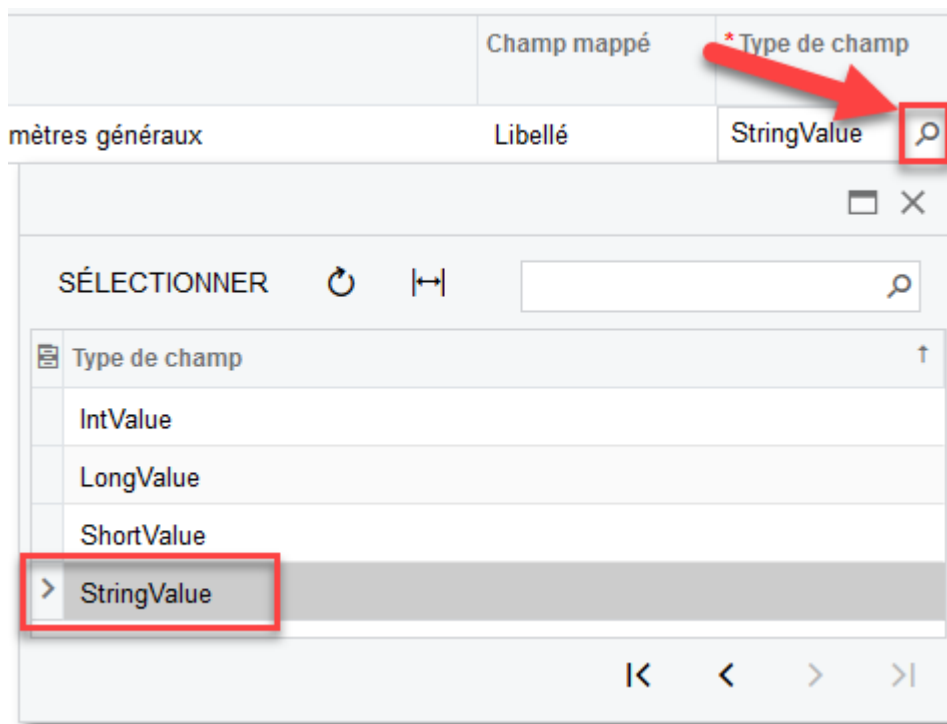 Champ mappé * Type de champ
mètres généraux Libellé StringValue
SÉLECTIONNER
Type de champ
IntValue
LongValue
ShortValue
StringValue